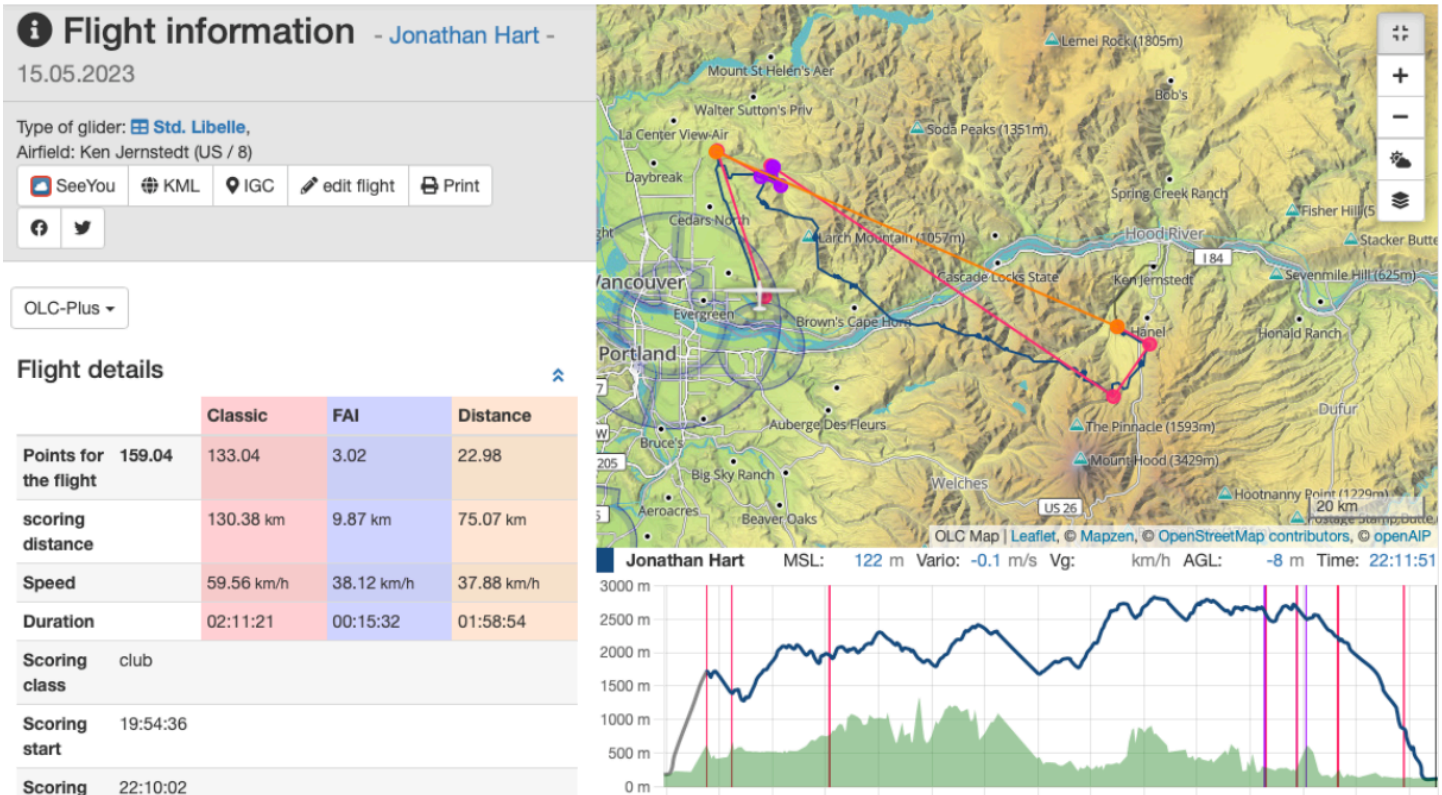 Flight information - Jonathan Hart -
15.05.2023
Type of glider: Std. Libelle,
Airfield: Ken Jernstedt (US / 8)
SeeYou KML IGC edit flight Print
OLC-Plus
Flight details
Classic FAI Distance
Points for the flight 159.04 133.04 3.02 22.98
scoring distance 130.38 km 9.87 km 75.07 km
Speed 59.56 km/h 38.12 km/h 37.88 km/h
Duration 02:11:21 00:15:32 01:58:54
Scoring class club
Scoring start 19:54:36
Scoring 22:10:02
Lemei Rock (1805m)
Mount St Helen's Aer
Bob's
Walter Sutton's Priv
La Center View-Air
Soda Peaks (1351m)
Daybreak
Spring Creek Ranch
Cedars North
Fisher Hill (5
ght
Larch Mountain (1057m)
Hood River
Stacker Butte
I 84
Cascade Locks State
Ken Jernstedt
Sevenmile Hill (625m)
Vancouver
Evergreen
Brown's Cape Horn
Hanel
Honald Ranch
Portland
7
Dufur
Auberge Des Fleurs
The Pinnacle (1593m)
W
Bruce's
205
Mount Hood (3429m)
Big Sky Ranch
Welches
Hootnanny Point (1229m)
Aeroacres
US 26
20 km
5
Beaver Oaks
Postage Stamp Butte
OLC Map | Leaflet, © Mapzen, © OpenStreetMap contributors, © openAIP
Jonathan Hart MSL: 122 m Vario: -0.1 m/s Vg: km/h AGL: -8 m Time: 22:11:51
3000 m
2500 m
2000 m
1500 m
1000 m
500 m
0 m